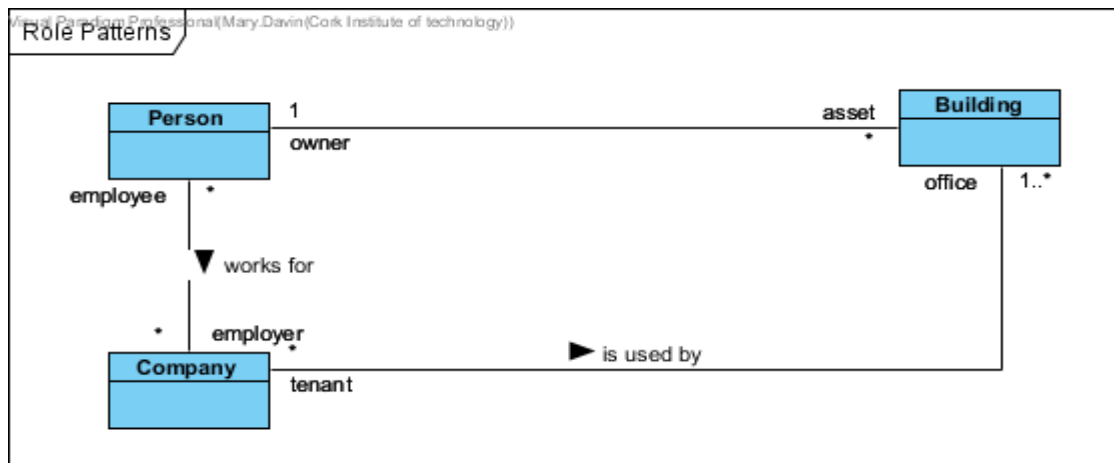 Visual Paradigm Professional(Mary.Davin(Cork Institute of technology))
Role Patterns
Person
1
owner
asset
*
Building
employee
*
office
1..*
works for
*
employer
*
Company
is used by
tenant